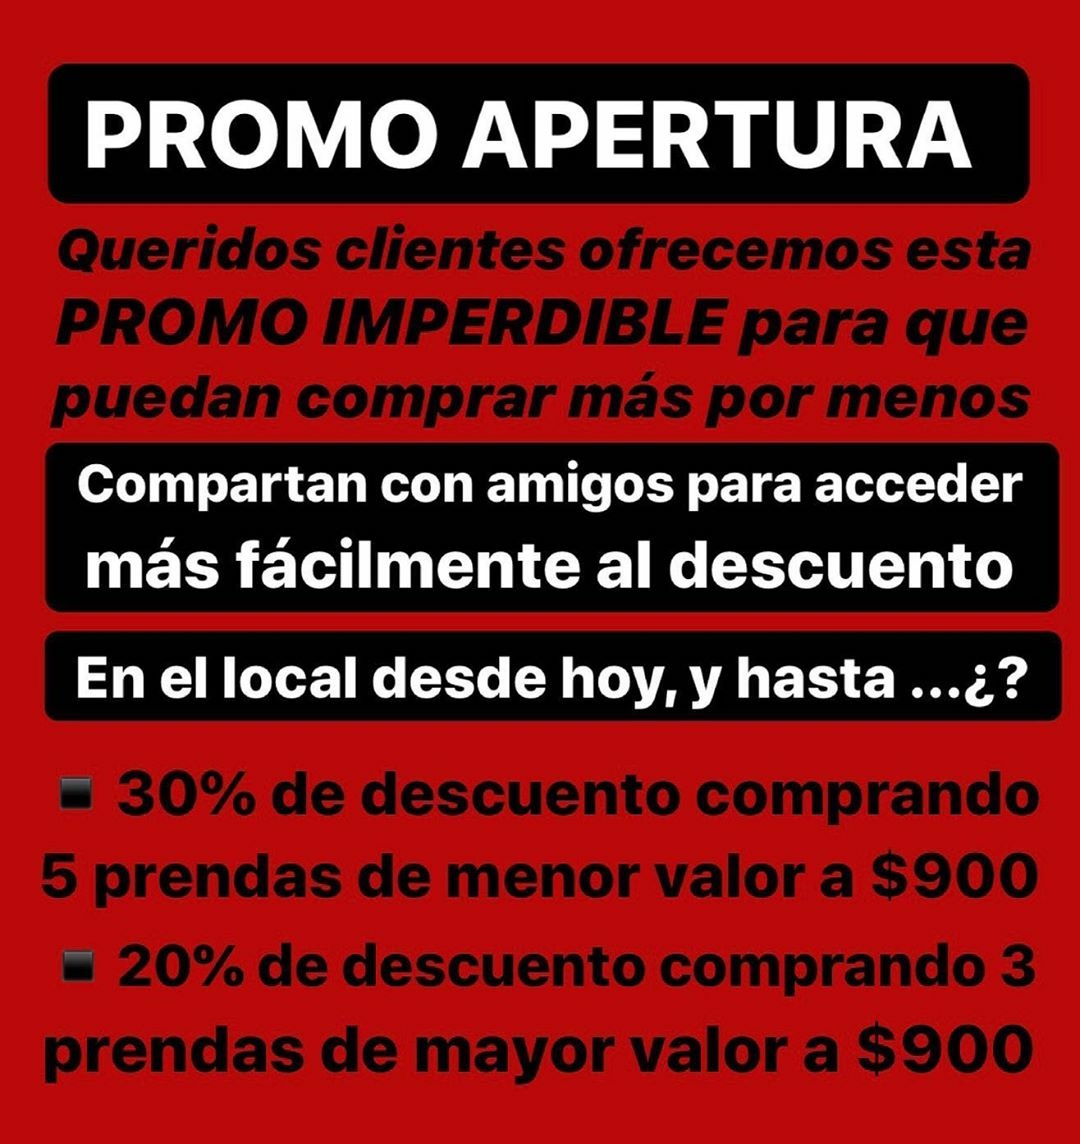 PROMO APERTURA
Queridos clientes ofrecemos esta
PROMO IMPERDIBLE para que
puedan comprar más por menos
Compartan con amigos para acceder
más fácilmente al descuento
En el local desde hoy, y hasta ...¿?
▪ 30% de descuento comprando
5 prendas de menor valor a $900
▪ 20% de descuento comprando 3
prendas de mayor valor a $900